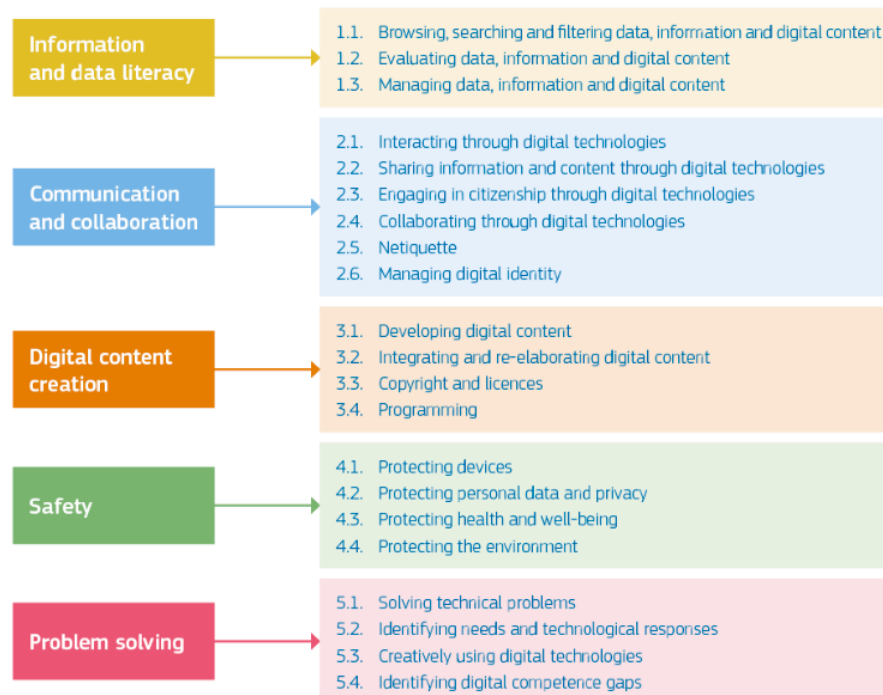 Information
and data literacy
1.1. Browsing, searching and filtering data, information and digital content
1.2. Evaluating data, information and digital content
1.3. Managing data, information and digital content
Communication
and collaboration
2.1. Interacting through digital technologies
2.2. Sharing information and content through digital technologies
2.3. Engaging in citizenship through digital technologies
2.4. Collaborating through digital technologies
2.5. Netiquette
2.6. Managing digital identity
Digital content
creation
3.1. Developing digital content
3.2. Integrating and re-elaborating digital content
3.3. Copyright and licences
3.4. Programming
Safety
4.1. Protecting devices
4.2. Protecting personal data and privacy
4.3. Protecting health and well-being
4.4. Protecting the environment
Problem solving
5.1. Solving technical problems
5.2. Identifying needs and technological responses
5.3. Creatively using digital technologies
5.4. Identifying digital competence gaps